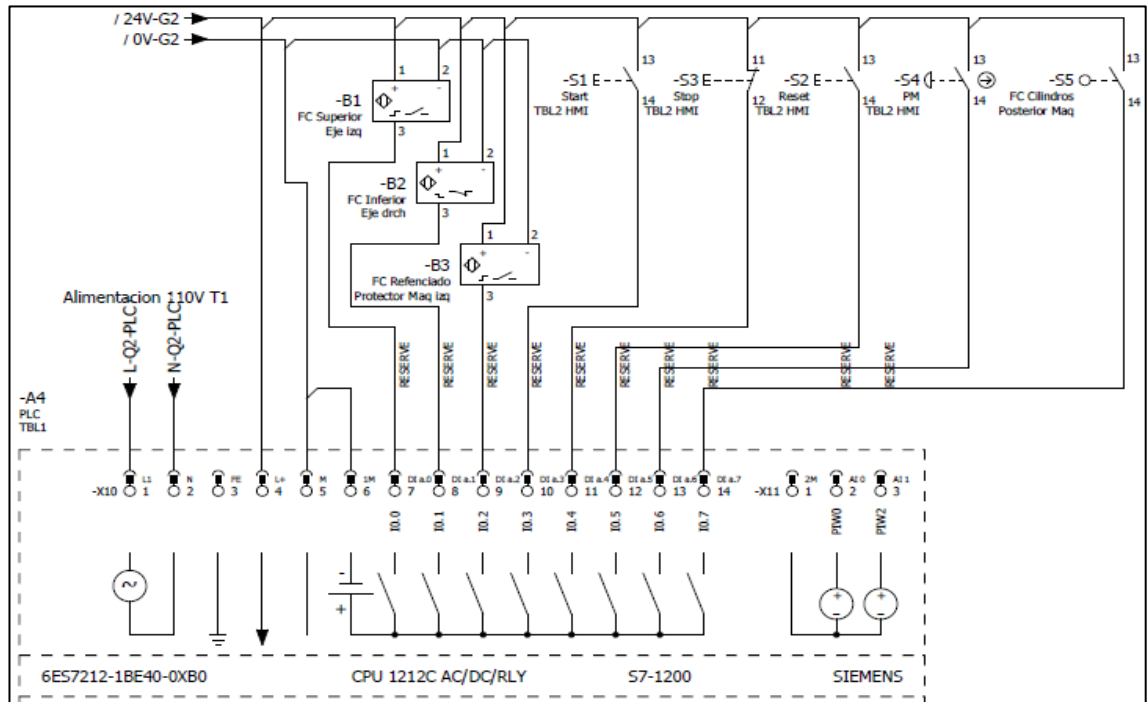 / 24V-G2
/ 0V-G2
1 2
+ -
-B1
FC Superior
Eje izq
3
1 2
+ -
-B2
FC Inferior
Eje drch
3
1 2
+ -
-B3
FC Refenciado
Protector Maq izq
3
13
-S1
Start
TBL2 HMI
14
11
-S3
Stop
TBL2 HMI
12
13
-S2
Reset
TBL2 HMI
14
13
-S4
PM
TBL2 HMI
14
13
-S5
FC Cilindros
Posterior Maq
14
Alimentacion 110V T1
L-Q2-PLC
N-Q2-PLC
RESERVE
RESERVE
RESERVE
RESERVE
RESERVE
RESERVE
RESERVE
RESERVE
RESERVE
RESERVE
-A4
PLC
TBL1
L1 N PE L+ M 1M DI a.0 DI a.1 DI a.2 DI a.3 DI a.4 DI a.5 DI a.6 DI a.7 2M AI 0 AI 1
-X10 1 2 3 4 5 6 7 8 9 10 11 12 13 14 -X11 1 2 3
I0.0
I0.1
I0.2
I0.3
I0.4
I0.5
I0.6
I0.7
PIW0
PIW2
-
+
+
-
+
-
6ES7212-1BE40-0XB0 CPU 1212C AC/DC/RLY S7-1200 SIEMENS